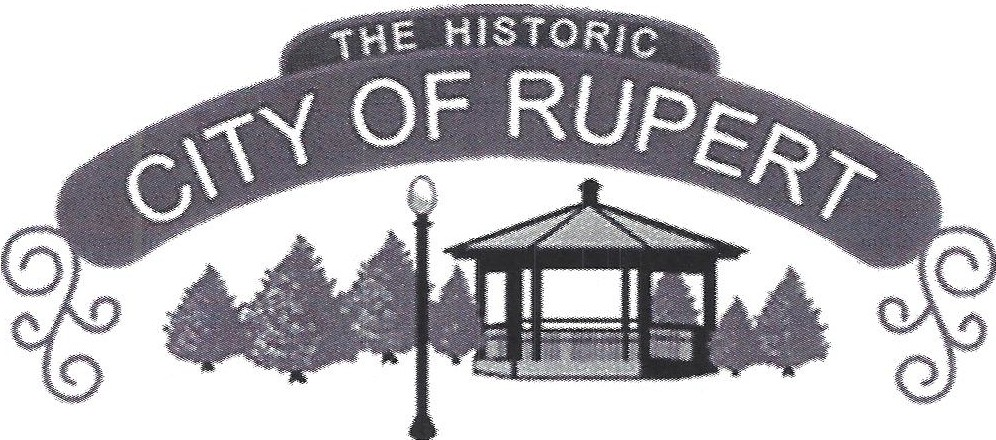 THE HISTORIC
CITY OF RUPERT